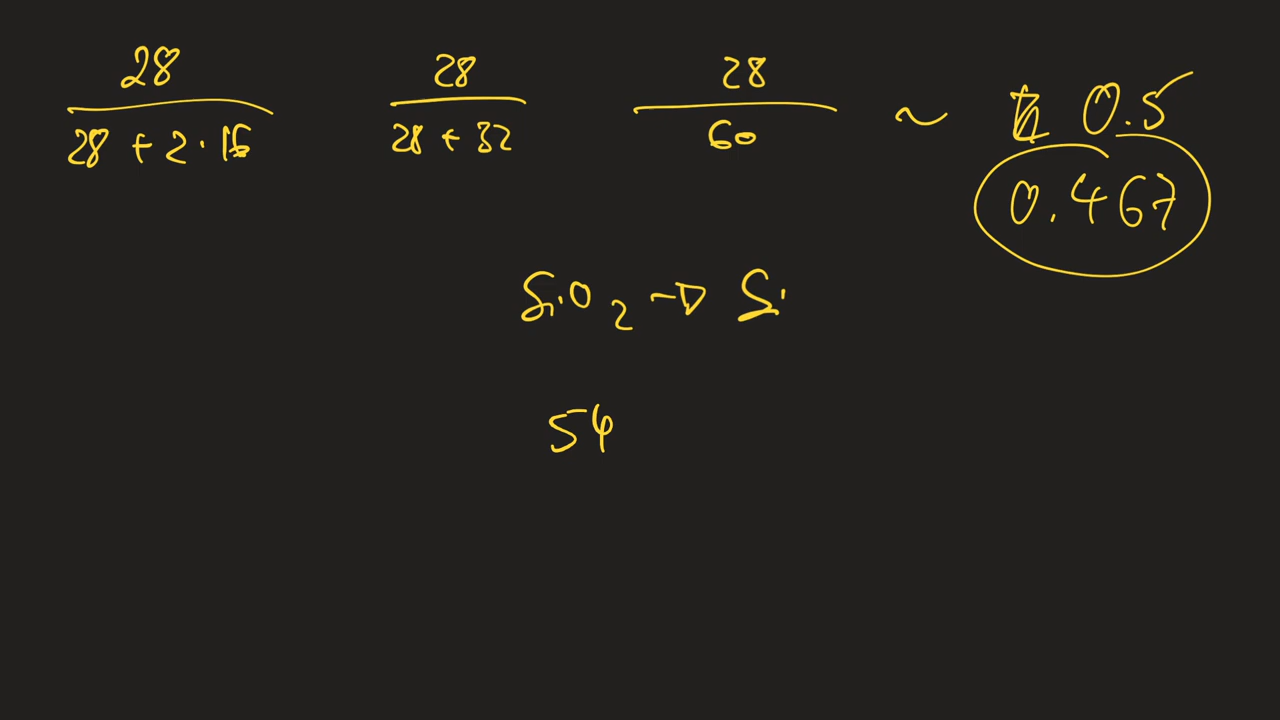 28 28 28
28 + 2 · 16 28 + 32 60 ~ 0.5
0.467
SiO2 → Si
54